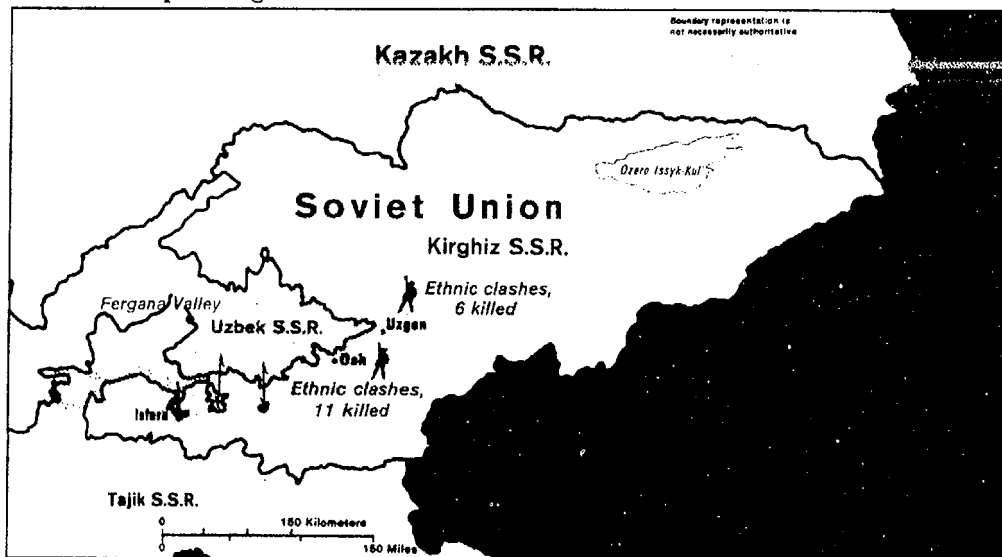 Boundary representation is
not necessarily authoritative
Kazakh S.S.R.
Ozero Issyk-Kul'
Soviet Union
Kirghiz S.S.R.
Ethnic clashes,
6 killed
Fergana Valley
Uzbek S.S.R.
Uzgen
Osh
Ethnic clashes,
11 killed
Isfara
Tajik S.S.R.
0 150 Kilometers
0 150 Miles